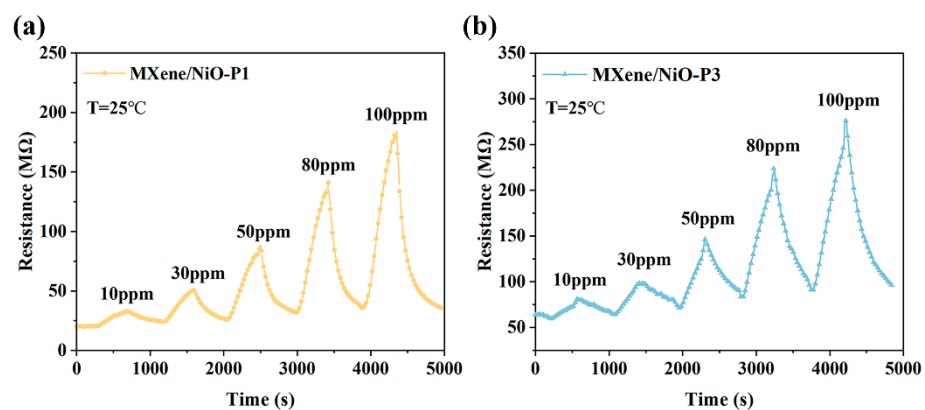 (a)
250
200
150
100
50
0
Resistance (MΩ)
MXene/NiO-P1
T=25℃
10ppm
30ppm
50ppm
80ppm
100ppm
0 1000 2000 3000 4000 5000
Time (s)
(b)
350
300
250
200
150
100
50
Resistance (MΩ)
MXene/NiO-P3
T=25℃
10ppm
30ppm
50ppm
80ppm
100ppm
0 1000 2000 3000 4000 5000
Time (s)